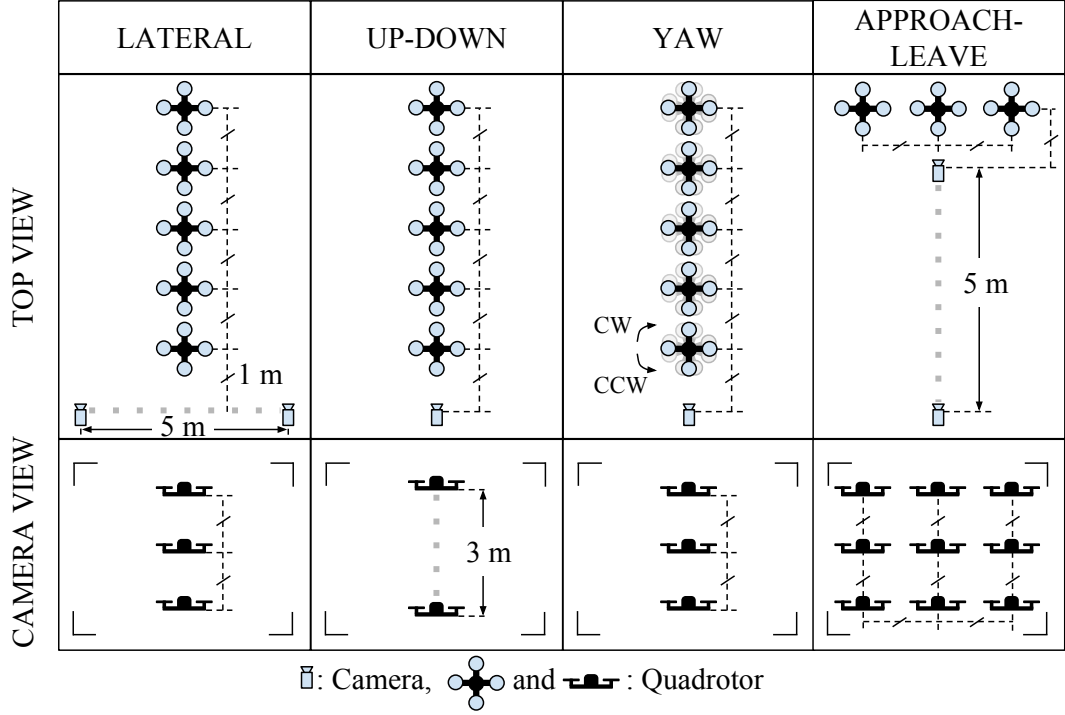 LATERAL
UP-DOWN
YAW
APPROACH-
LEAVE
TOP VIEW
1 m
5 m
CW
CCW
5 m
CAMERA VIEW
3 m
: Camera, and : Quadrotor